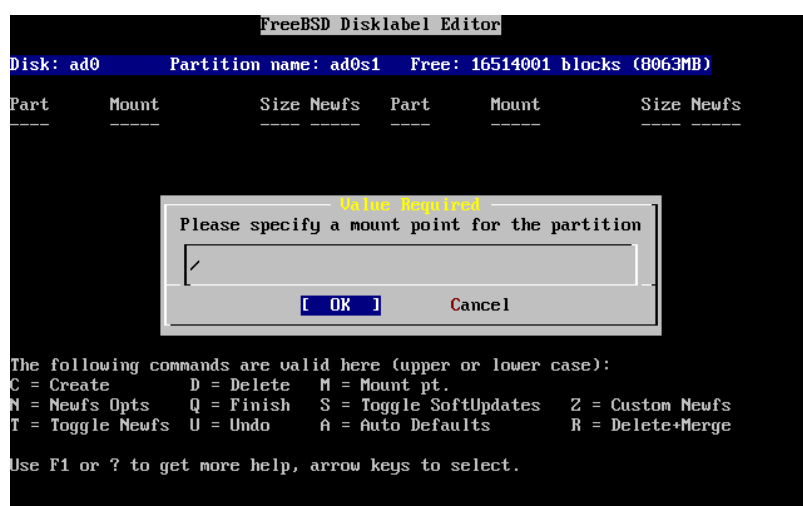 FreeBSD Disklabel Editor
Disk: ad0 Partition name: ad0s1 Free: 16514001 blocks (8063MB)
Part Mount Size Newfs Part Mount Size Newfs
---- ----- ---- ----- ---- ----- ---- -----
Value Required
Please specify a mount point for the partition
/
[ OK ] Cancel
The following commands are valid here (upper or lower case):
C = Create D = Delete M = Mount pt.
N = Newfs Opts Q = Finish S = Toggle SoftUpdates Z = Custom Newfs
T = Toggle Newfs U = Undo A = Auto Defaults R = Delete+Merge
Use F1 or ? to get more help, arrow keys to select.